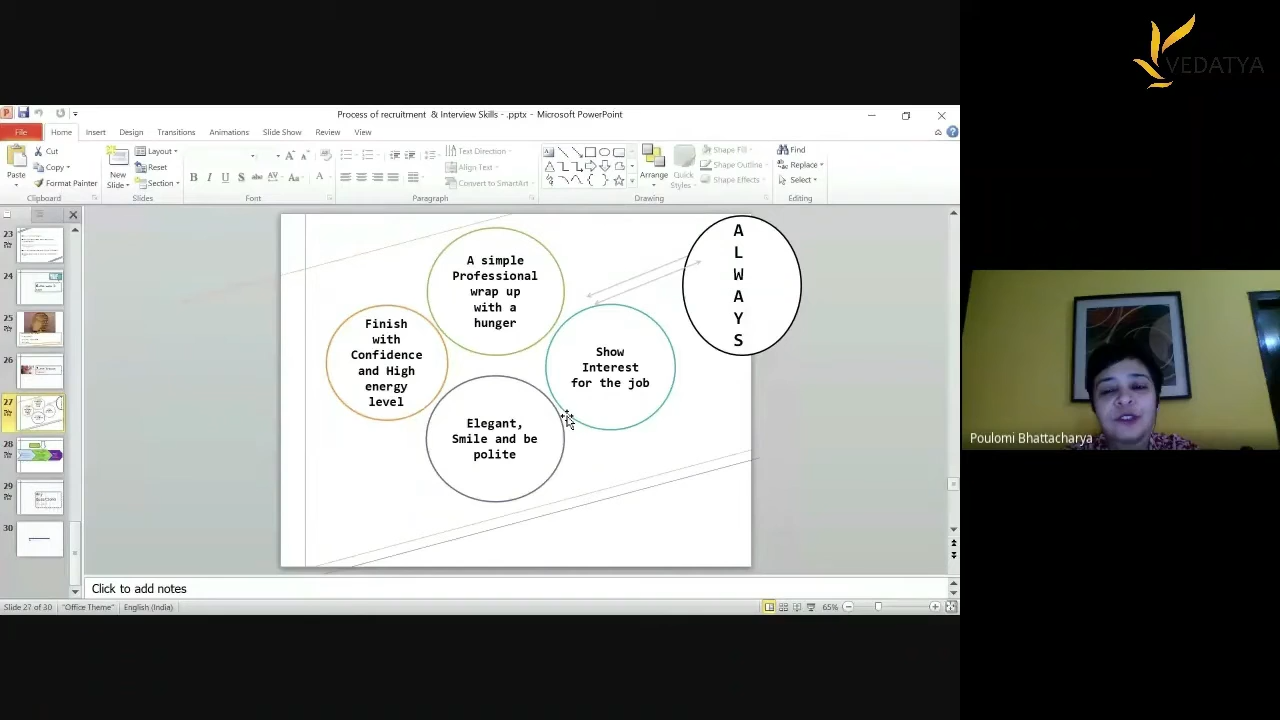 VEDATYA
Process of recruitment & Interview Skills - .pptx - Microsoft PowerPoint
File Home Insert Design Transitions Animations Slide Show Review View
Paste
Cut
Copy
Format Painter
Clipboard
New
Slide
Layout
Reset
Section
Slides
B I U S abc AV Aa A
Font
Text Direction
Align Text
Convert to SmartArt
Paragraph
Arrange
Quick
Styles
Shape Fill
Shape Outline
Shape Effects
Drawing
Find
Replace
Select
Editing
23
24
25
26
27
28
29
30
A simple
Professional
wrap up
with a
hunger
Finish
with
Confidence
and High
energy
level
Show
Interest
for the job
Elegant,
Smile and be
polite
A
L
W
A
Y
S
Poulomi Bhattacharya
Click to add notes
Slide 27 of 30 "Office Theme" English (India) 65%